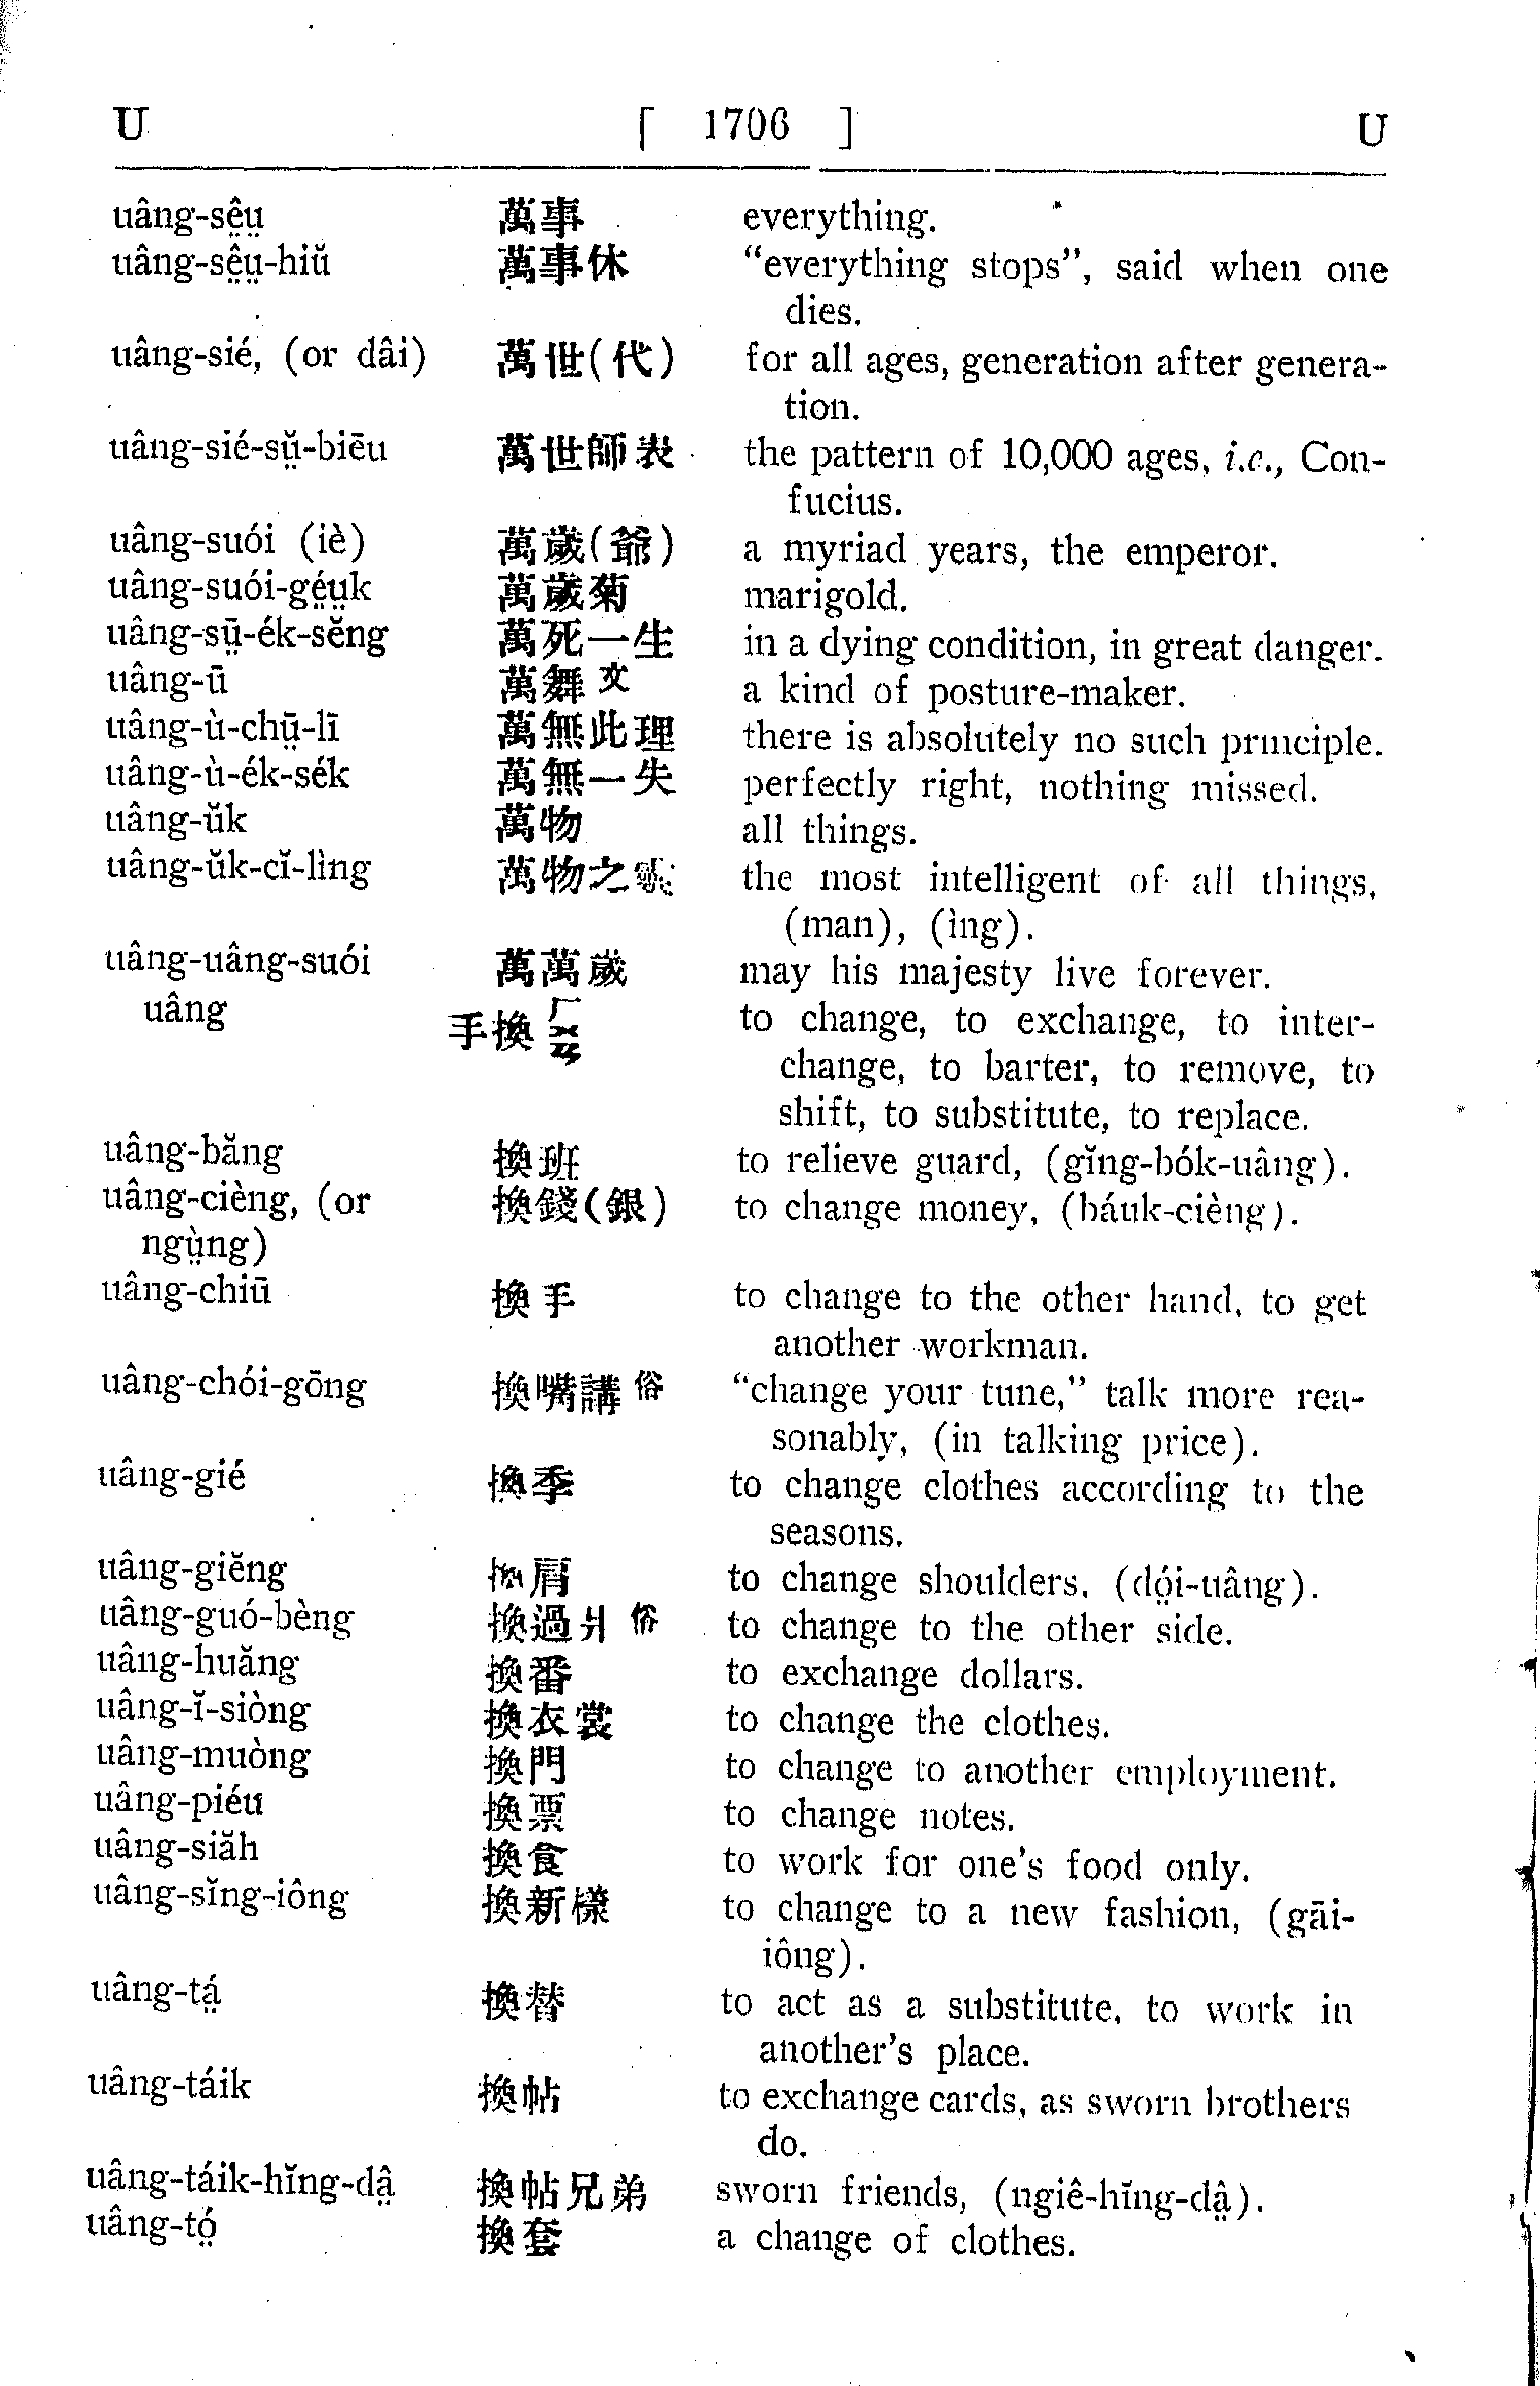 U [ 1706 ] U
uâng-sê̤ṳ 萬事 everything.
uâng-sê̤ṳ-hiŭ 萬事休 “everything stops”, said when one
dies.
uâng-sié, (or dâi) 萬世(代) for all ages, generation after genera-
tion.
uâng-sié-sṳ̆-biēu 萬世師表 the pattern of 10,000 ages, i.e., Con-
fucius.
uâng-suói (iè) 萬歲(爺) a myriad years, the emperor.
uâng-suói-gé̤ṳk 萬歲菊 marigold.
uâng-sṳ̄-ék-sĕng 萬死一生 in a dying condition, in great danger.
uâng-ū 萬舞 文 a kind of posture-maker.
uâng-ù-chṳ̄-lī 萬無此理 there is absolutely no such principle.
uâng-ù-ék-sék 萬無一失 perfectly right, nothing missed.
uâng-ŭk 萬物 all things.
uâng-ŭk-cĭ-lìng 萬物之 the most intelligent of all things,
(man), (ìng).
uâng-uâng-suói 萬萬歲 may his majesty live forever.
uâng 手換 ㄏㄨㄢ to change, to exchange, to inter-
change, to barter, to remove, to
shift, to substitute, to replace.
uâng-băng 換班 to relieve guard, (gĭng-bók-uâng).
uâng-cièng, (or 換錢(銀) to change money, (báuk-cièng).
ngṳ̀ng)
uâng-chiū 換手 to change to the other hand, to get
another workman.
uâng-chói-gōng 換嘴講 俗 “change your tune,” talk more rea-
sonably, (in talking price).
uâng-gié 換季 to change clothes according to the
seasons.
uâng-giĕng 換肩 to change shoulders, (dó̤i-uâng).
uâng-guó-bèng 換過爿 俗 to change to the other side.
uâng-huăng 換番 to exchange dollars.
uâng-ĭ-siòng 換衣裳 to change the clothes.
uâng-muòng 換門 to change to another employment.
uâng-piéu 換票 to change notes.
uâng-siăh 換食 to work for one's food only.
uâng-sĭng-iông 換新樣 to change to a new fashion, (gāi-
iông).
uâng-tá̤ 換替 to act as a substitute, to work in
another's place.
uâng-táik 換帖 to exchange cards, as sworn brothers
do.
uâng-táik-hĭng-dâ̤ 換帖兄弟 sworn friends, (ngiê-hĭng-dâ̤).
uâng-tó̤ 換套 a change of clothes.